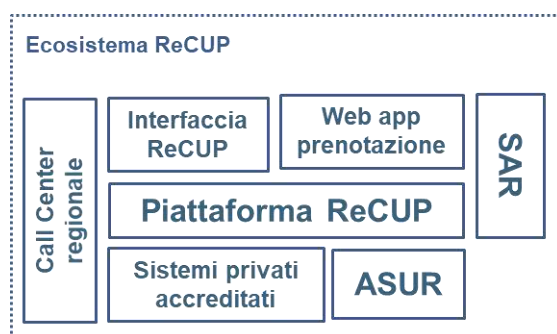 Ecosistema ReCUP
Call Center
regionale
Interfaccia
ReCUP
Web app
prenotazione
SAR
Piattaforma ReCUP
Sistemi privati
accreditati
ASUR